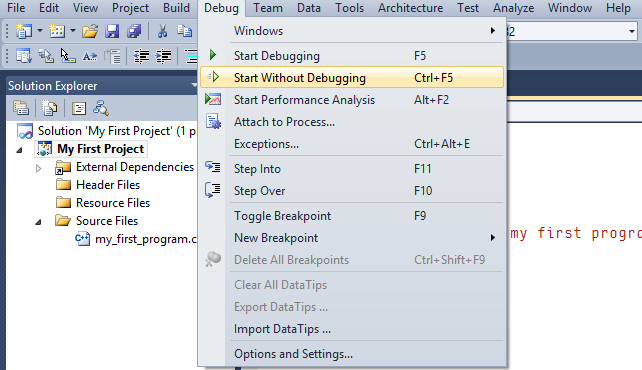 File Edit View Project Build Debug Team Data Tools Architecture Test Analyze Window Help
Windows
Start Debugging F5
Start Without Debugging Ctrl+F5
Start Performance Analysis Alt+F2
Attach to Process...
Exceptions... Ctrl+Alt+E
Step Into F11
Step Over F10
Toggle Breakpoint F9
New Breakpoint
Delete All Breakpoints Ctrl+Shift+F9
Clear All DataTips
Export DataTips ...
Import DataTips ...
Options and Settings...
Solution Explorer
Solution 'My First Project' (1 p
My First Project
External Dependencies
Header Files
Resource Files
Source Files
my_first_program.c
my first progra